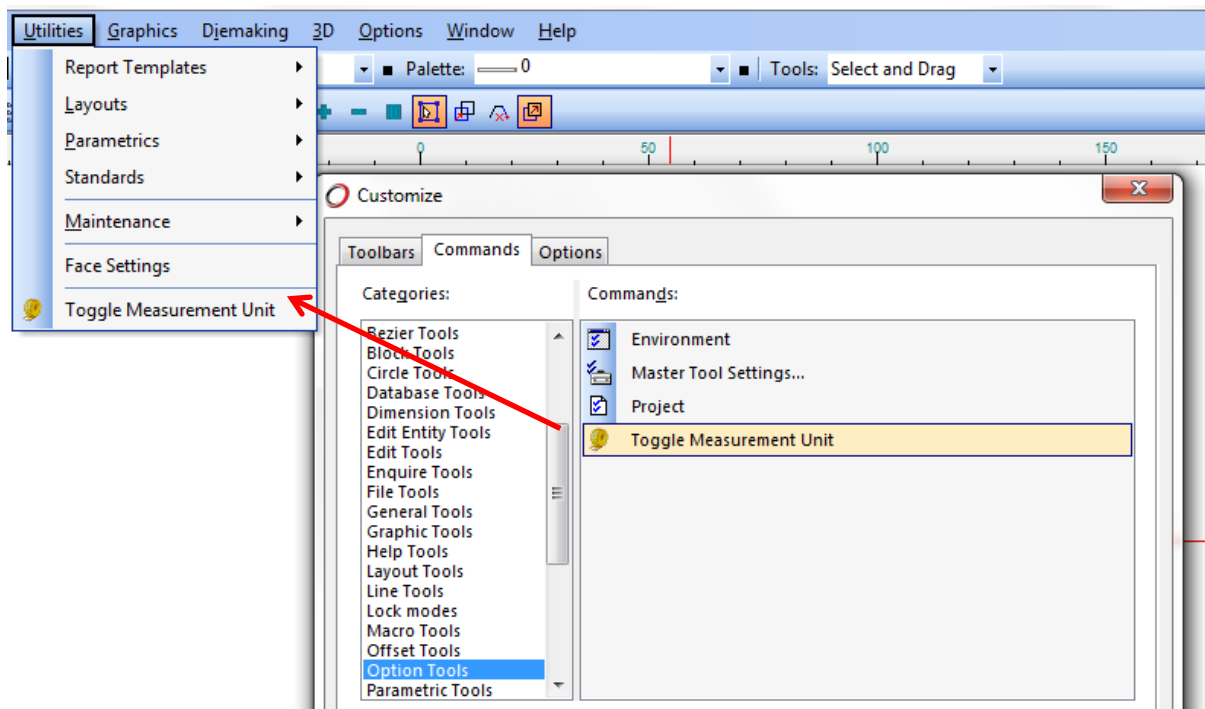 Utilities Graphics Diemaking 3D Options Window Help
Palette: 0 Tools: Select and Drag
Report Templates
Layouts
Parametrics
Standards
Maintenance
Face Settings
Toggle Measurement Unit
0 50 100 150
Customize
Toolbars Commands Options
Categories: Commands:
Bezier Tools
Block Tools
Circle Tools
Database Tools
Dimension Tools
Edit Entity Tools
Edit Tools
Enquire Tools
File Tools
General Tools
Graphic Tools
Help Tools
Layout Tools
Line Tools
Lock modes
Macro Tools
Offset Tools
Option Tools
Parametric Tools
Environment
Master Tool Settings...
Project
Toggle Measurement Unit